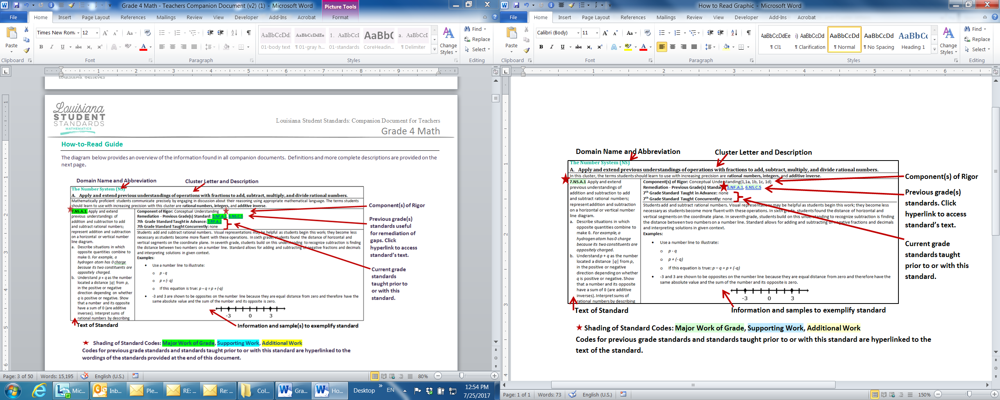 Grade 4 Math - Teachers Companion Document (v2) (1) - Microsoft Word
Picture Tools
File Home Insert Page Layout References Mailings Review View Developer Add-Ins Acrobat Format
Times New Roma 12
Paste
AaBbCcDdI AaBbCcDdEe 1. AaBbCcI AaBbC a. AaBbCcI
01-body text ¶ 01-gray h... 01-standards CoreHeadin... ¶ Delimiter
Change Styles
Find
Replace
Select
Clipboard Font Paragraph Styles Editing
1 2 3 4 5 6 7 8 9
Louisiana Believes
Louisiana
STUDENT
STANDARDS
MATHEMATICS
Louisiana Student Standards: Companion Document for Teachers
Grade 4 Math
How-to-Read Guide
The diagram below provides an overview of the information found in all companion documents. Definitions and more complete descriptions are provided on the
next page.
Domain Name and Abbreviation
Cluster Letter and Description
The Number System (NS)
A. Apply and extend previous understandings of operations with fractions to add, subtract, multiply, and divide rational numbers.
Mathematically proficient students communicate precisely by engaging in discussion about their reasoning using appropriate mathematical language. The terms students
should learn to use with increasing precision with this cluster are rational numbers, integers, and additive inverse.
7.NS.A.1. Apply and extend
previous understandings of
addition and subtraction to add
and subtract rational numbers;
represent addition and subtraction
on a horizontal or vertical number
line diagram.
a. Describe situations in which
opposite quantities combine to
make 0. For example, a
hydrogen atom has 0 charge
because its two constituents are
oppositely charged.
b. Understand p + q as the number
located a distance |q| from p,
in the positive or negative
direction depending on whether
q is positive or negative. Show
that a number and its opposite
have a sum of 0 (are additive
inverses). Interpret sums of
rational numbers by describing
Component of Rigor: Conceptual Understanding
Remediation - Previous Grade(s) Standard: 5.NF.A.1, 6.NS.C.5
7th Grade Standard Taught in Advance: 7.RP.A.2
7th Grade Standard Taught Concurrently: none
Students add and subtract rational numbers. Visual representations may be helpful as students begin this work; they become less
necessary as students become more fluent with these operations. In sixth grade, students found the distance of horizontal and
vertical segments on the coordinate plane. In seventh grade, students build on this understanding to recognize subtraction is finding
the distance between two numbers on a number line. Standard allows for adding and subtracting of negative fractions and decimals
and interpreting solutions in given context.
Examples:
• Use a number line to illustrate:
o p - q
o p + (- q)
o If this equation is true: p – q = p + (-q)
• -3 and 3 are shown to be opposites on the number line because they are equal distance from zero and therefore have the
same absolute value and the sum of the number and its opposite is zero.
-3 0 3
Component(s) of Rigor
Previous grade(s)
standards useful
for remediation of
gaps. Click
hyperlink to access
standard's text.
Current grade
standards
taught prior to
or with this
standard.
Text of Standard
Information and sample(s) to exemplify standard
Shading of Standard Codes: Major Work of Grade, Supporting Work, Additional Work
Codes for previous grade standards and standards taught prior to or with this standard are hyperlinked to the
wordings of the standards provided at the end of this document.
Page: 3 of 50 Words: 15,195 English (U.S.) 80%
Mic... Inb... Ple... RE: ... Re: ... Col... Gra... Ho... Desktop » EN 12:54 PM
7/25/2017
How to Read Graphic - Microsoft Word
File Home Insert Page Layout References Mailings Review View Developer Add-Ins Acrobat
Calibri (Body) 11
Paste
AaBbCcDdEe i) AaBbCcDd AaBbCcDd AaBbCcDd AaBbCc
¶ Cl1 ¶ Clarification ¶ Normal ¶ No Spacing Heading 1
Change Styles
Find
Replace
Select
Clipboard Font Paragraph Styles Editing
1 2 3 4 5 6
Domain Name and Abbreviation
Cluster Letter and Description
The Number System (NS)
A. Apply and extend previous understandings of operations with fractions to add, subtract, multiply, and divide rational numbers.
In this cluster, the terms students should learn to use with increasing precision are rational numbers, integers, and additive inverse.
7.NS.A.1 Apply and extend
previous understandings of
addition and subtraction to add
and subtract rational numbers;
represent addition and subtraction
on a horizontal or vertical number
line diagram.
a. Describe situations in which
opposite quantities combine to
make 0. For example, a
hydrogen atom has 0 charge
because its two constituents are
oppositely charged.
b. Understand p + q as the number
located a distance |q| from p,
in the positive or negative
direction depending on whether
q is positive or negative. Show
that a number and its opposite
have a sum of 0 (are additive
inverses). Interpret sums of
rational numbers by describing
Component(s) of Rigor: Conceptual Understanding(1,1a, 1b, 1c, 1d)
Remediation - Previous Grade(s) Standard: 5.NF.A.1, 6.NS.C.5
7th Grade Standard Taught in Advance: none
7th Grade Standard Taught Concurrently: none
Students add and subtract rational numbers. Visual representations may be helpful as students begin this work; they become less
necessary as students become more fluent with these operations. In sixth grade, students found the distance of horizontal and
vertical segments on the coordinate plane. In seventh grade, students build on this understanding to recognize subtraction is finding
the distance between two numbers on a number line. Standard allows for adding and subtracting of negative fractions and decimals
and interpreting solutions in given context.
Examples:
• Use a number line to illustrate:
o p - q
o p + (- q)
o If this equation is true: p – q = p + (-q)
• -3 and 3 are shown to be opposites on the number line because they are equal distance from zero and therefore have the
same absolute value and the sum of the number and its opposite is zero.
-3 0 3
Component(s) of Rigor
Previous grade(s)
standards. Click
hyperlink to access
standard's text.
Current grade
standards taught
prior to or with this
standard.
Text of Standard
Information and samples to exemplify standard
Shading of Standard Codes: Major Work of Grade, Supporting Work, Additional Work
Codes for previous grade standards and standards taught prior to or with this standard are hyperlinked to the
text of the standard.
Page: 1 of 1 Words: 73 English (U.S.) 150%